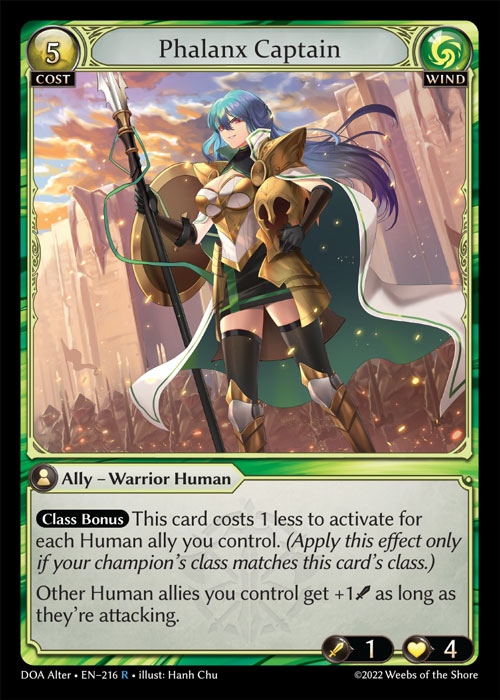 5
Phalanx Captain
COST
WIND
Ally – Warrior Human
Class Bonus This card costs 1 less to activate for
each Human ally you control. (Apply this effect only
if your champion's class matches this card's class.)
Other Human allies you control get +1 as long as
they're attacking.
1
4
DOA Alter • EN–216 R • illust: Hanh Chu
©2022 Weebs of the Shore